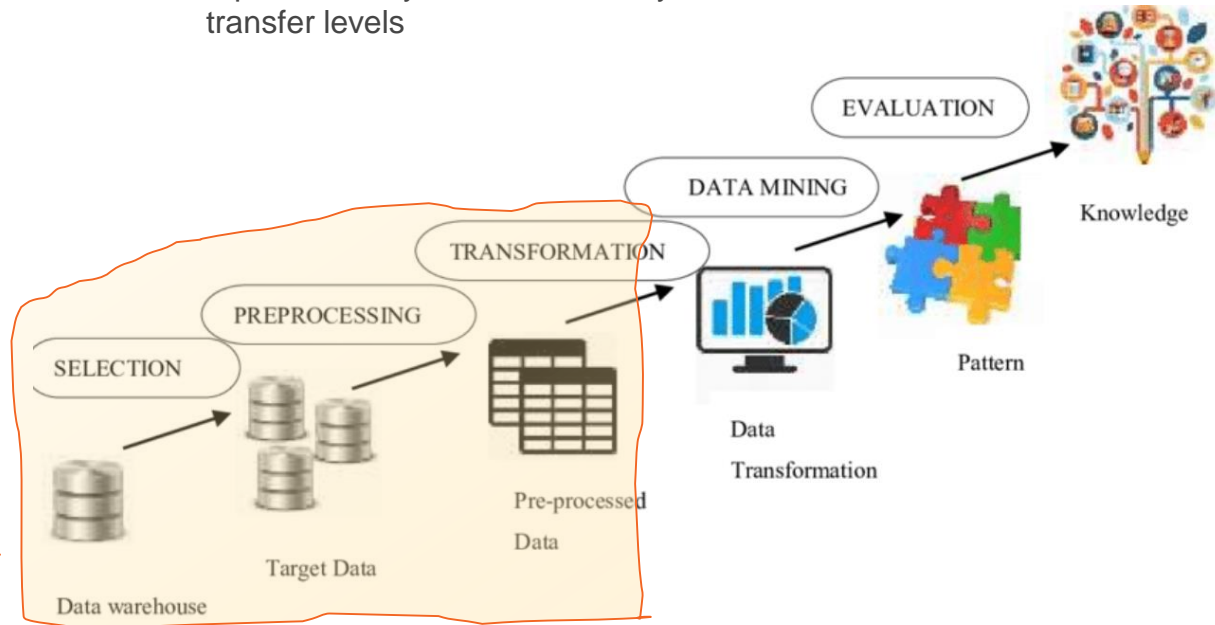 transfer levels
EVALUATION
DATA MINING
Knowledge
TRANSFORMATION
PREPROCESSING
Pattern
SELECTION
Data
Transformation
Pre-processed
Data
Target Data
Data warehouse